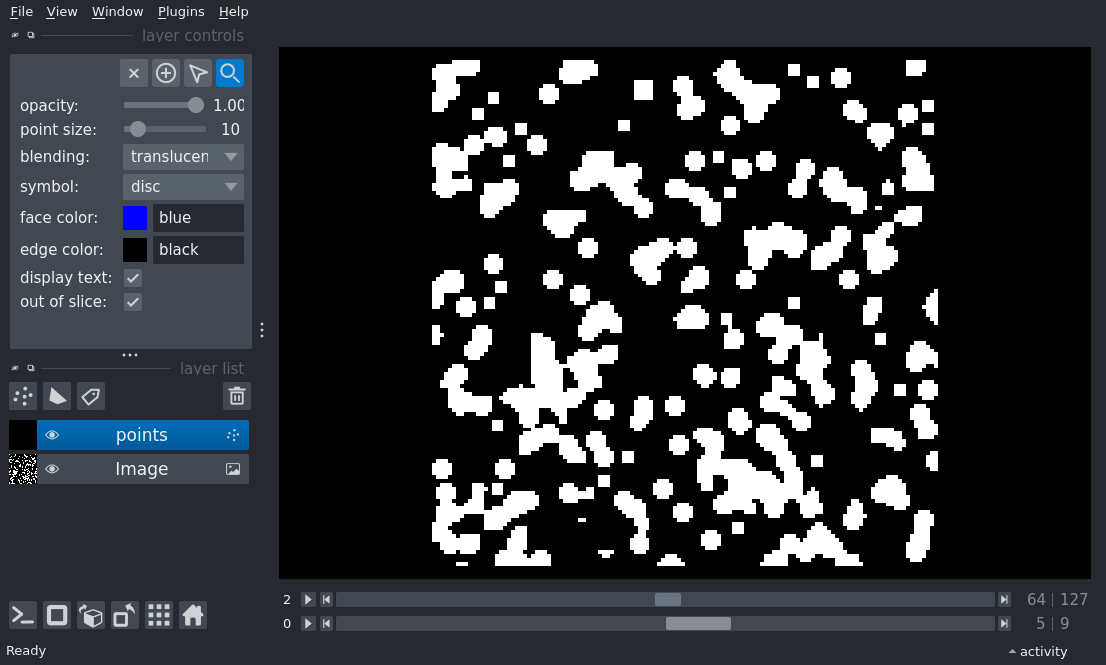 File View Window Plugins Help
layer controls
opacity: 1.00
point size: 10
blending: translucen
symbol: disc
face color: blue
edge color: black
display text:
out of slice:
layer list
points
Image
2 64 | 127
0 5 | 9
Ready activity